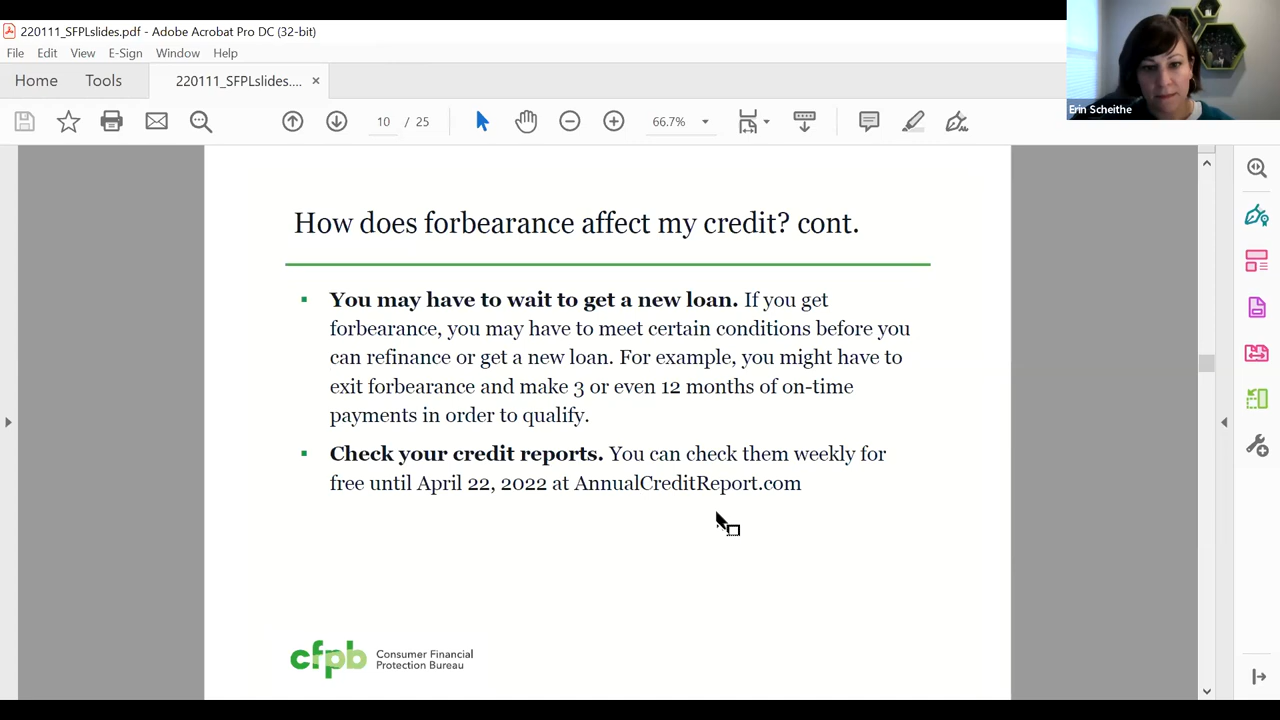 220111_SFPLslides.pdf - Adobe Acrobat Pro DC (32-bit)
File Edit View E-Sign Window Help
Home Tools 220111_SFPLslides.... ×
10 / 25 66.7%
Erin Scheithe
How does forbearance affect my credit? cont.
▪ You may have to wait to get a new loan. If you get
forbearance, you may have to meet certain conditions before you
can refinance or get a new loan. For example, you might have to
exit forbearance and make 3 or even 12 months of on-time
payments in order to qualify.
▪ Check your credit reports. You can check them weekly for
free until April 22, 2022 at AnnualCreditReport.com
cfpb Consumer Financial
Protection Bureau